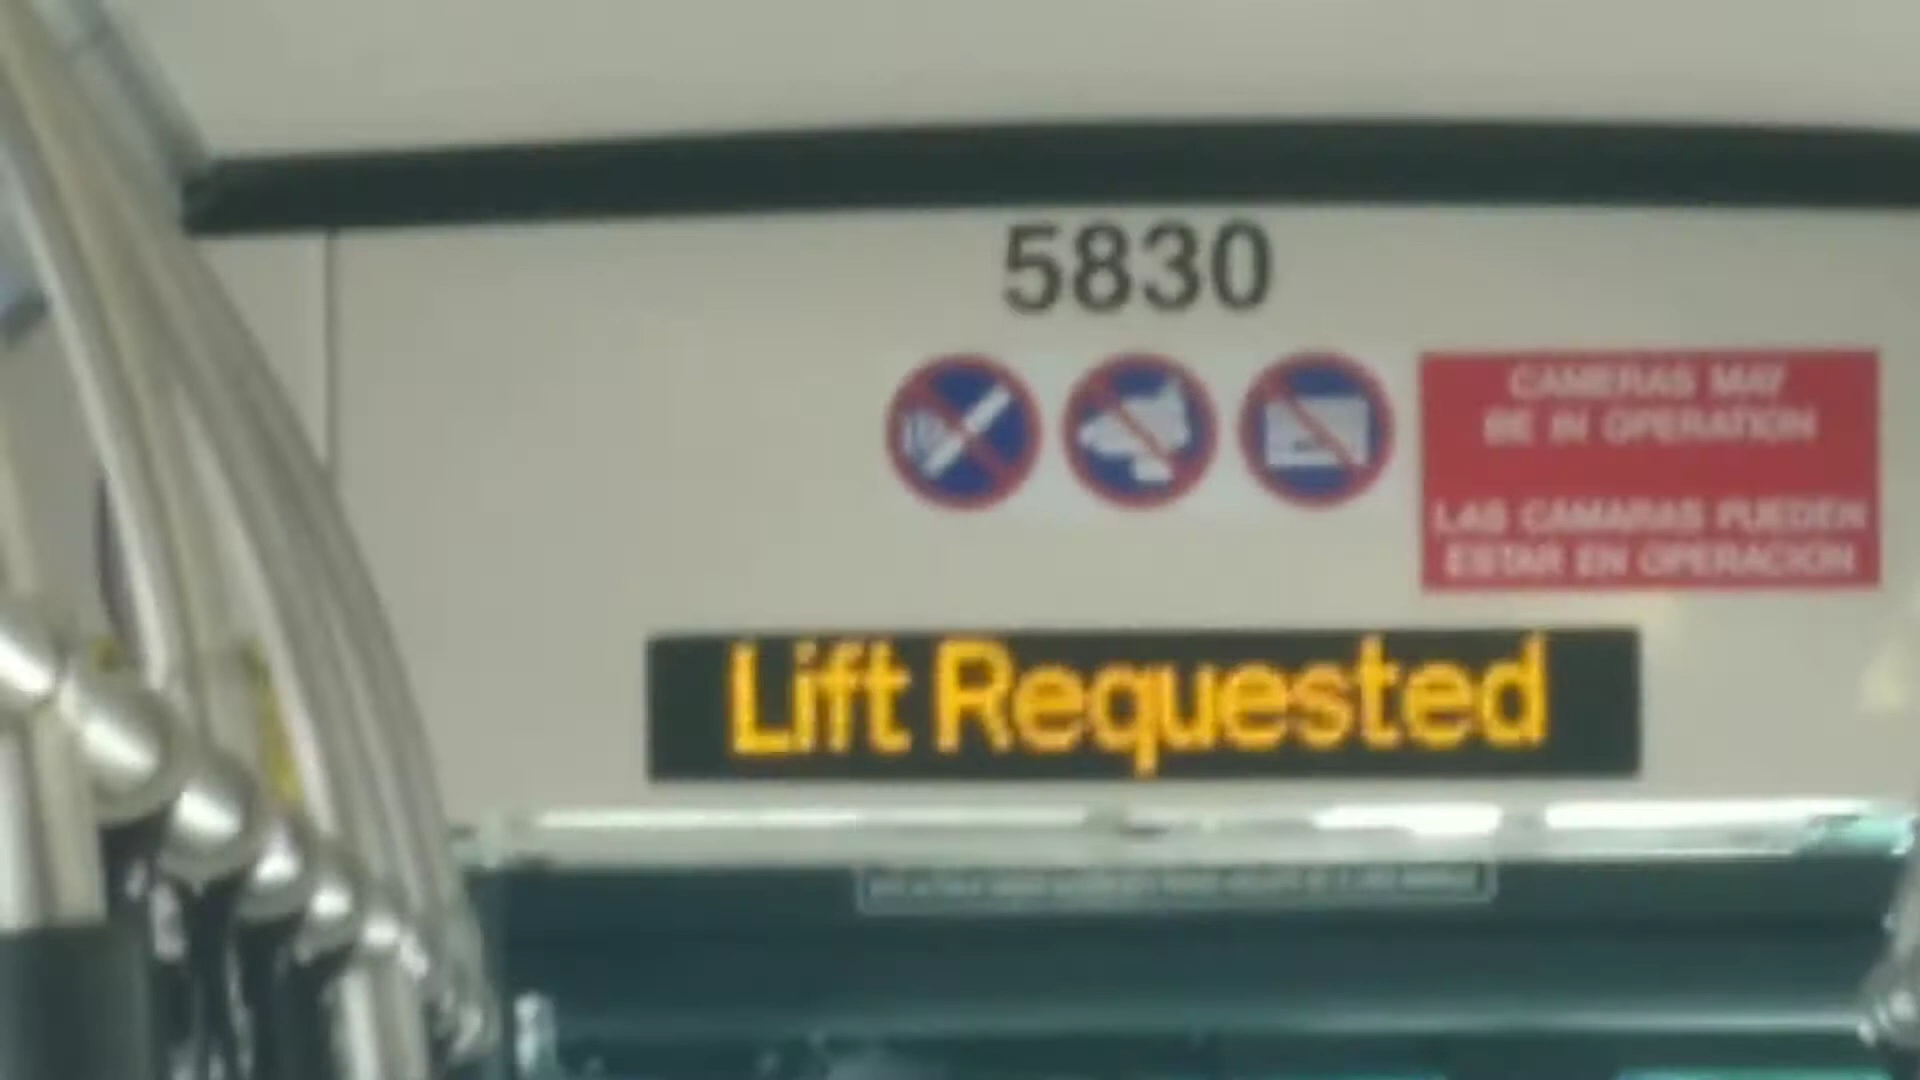 5830
CAMERAS MAY
BE IN OPERATION
LAS CAMARAS PUEDEN
ESTAR EN OPERACION
Lift Requested